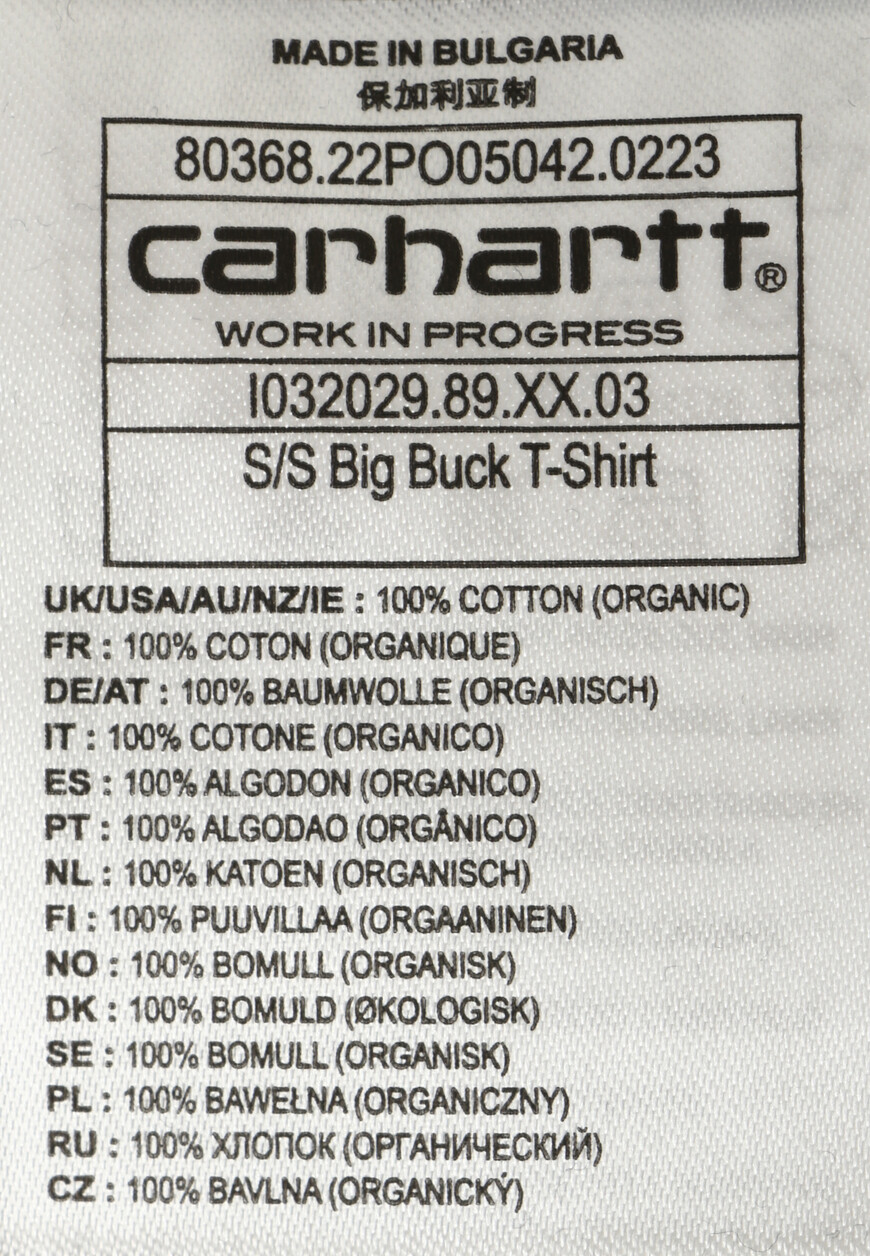 MADE IN BULGARIA
保加利亚制
80368.22PO05042.0223
carhartt®
WORK IN PROGRESS
I032029.89.XX.03
S/S Big Buck T-Shirt
UK/USA/AU/NZ/IE : 100% COTTON (ORGANIC)
FR : 100% COTON (ORGANIQUE)
DE/AT : 100% BAUMWOLLE (ORGANISCH)
IT : 100% COTONE (ORGANICO)
ES : 100% ALGODON (ORGANICO)
PT : 100% ALGODAO (ORGÂNICO)
NL : 100% KATOEN (ORGANISCH)
FI : 100% PUUVILLAA (ORGAANINEN)
NO : 100% BOMULL (ORGANISK)
DK : 100% BOMULD (ØKOLOGISK)
SE : 100% BOMULL (ORGANISK)
PL : 100% BAWEŁNA (ORGANICZNY)
RU : 100% ХЛОПОК (ОРГАНИЧЕСКИЙ)
CZ : 100% BAVLNA (ORGANICKÝ)